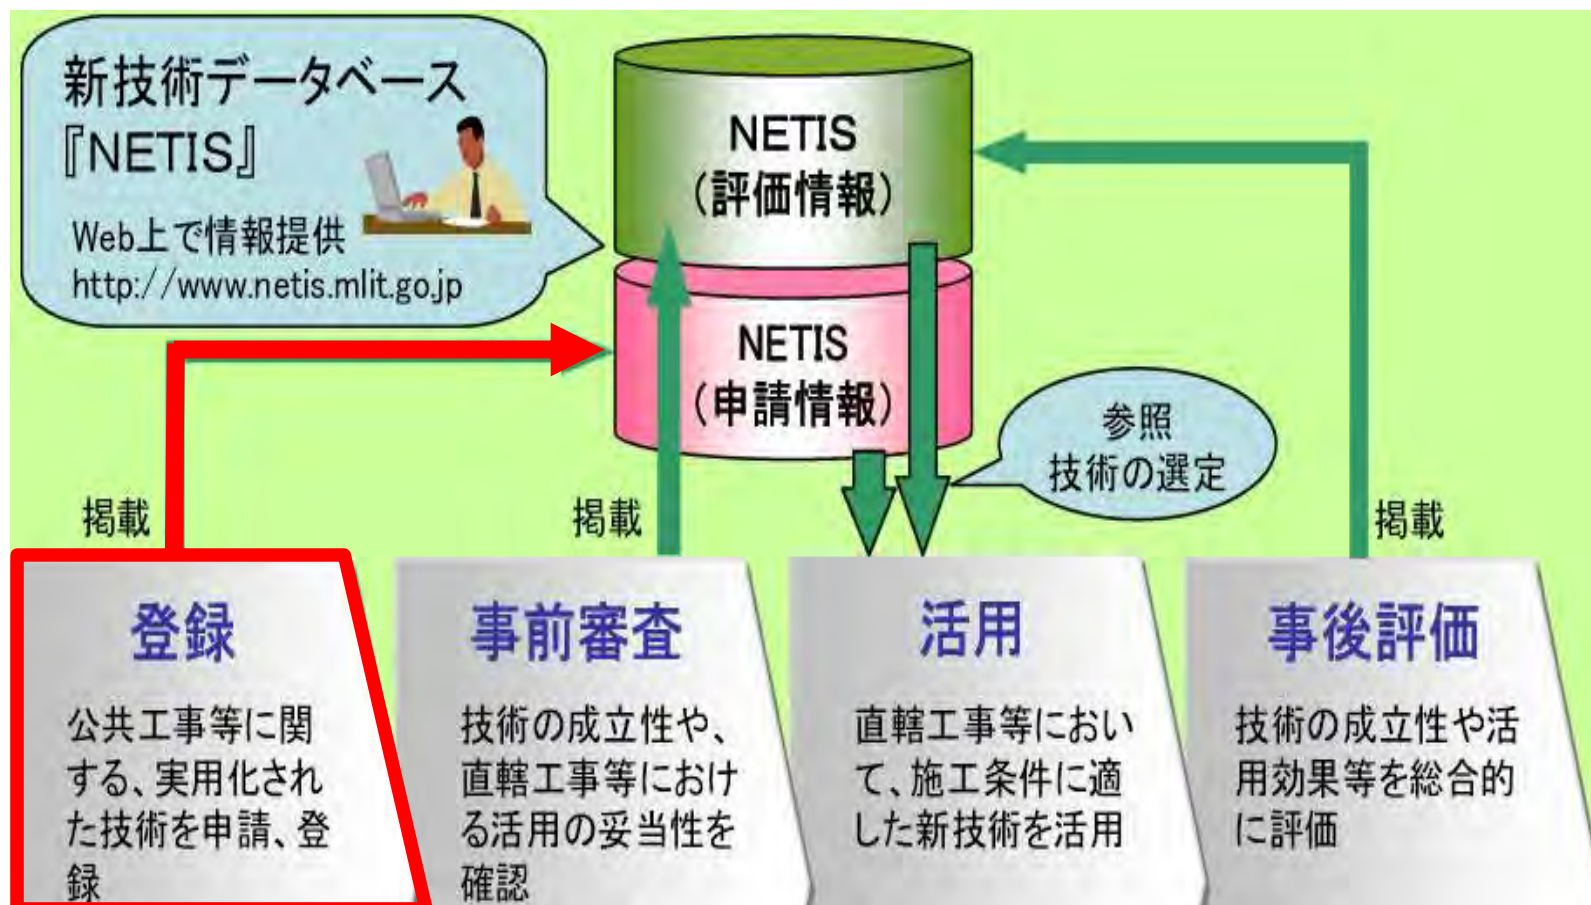 新技術データベース
『NETIS』
Web上で情報提供
http://www.netis.mlit.go.jp
NETIS
（評価情報）
NETIS
（申請情報）
参照
技術の選定
掲載
掲載
掲載
登録
公共工事等に関
する、実用化され
た技術を申請、登
録
事前審査
技術の成立性や、
直轄工事等におけ
る活用の妥当性を
確認
活用
直轄工事等におい
て、施工条件に適
した新技術を活用
事後評価
技術の成立性や活
用効果等を総合的
に評価